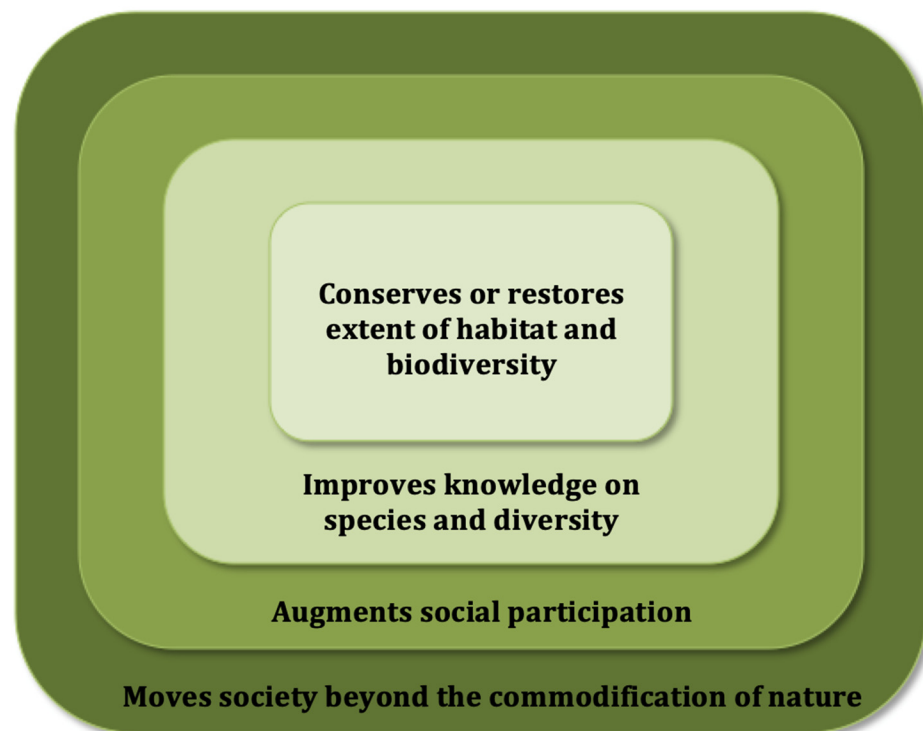 Conserves or restores
extent of habitat and
biodiversity
Improves knowledge on
species and diversity
Augments social participation
Moves society beyond the commodification of nature